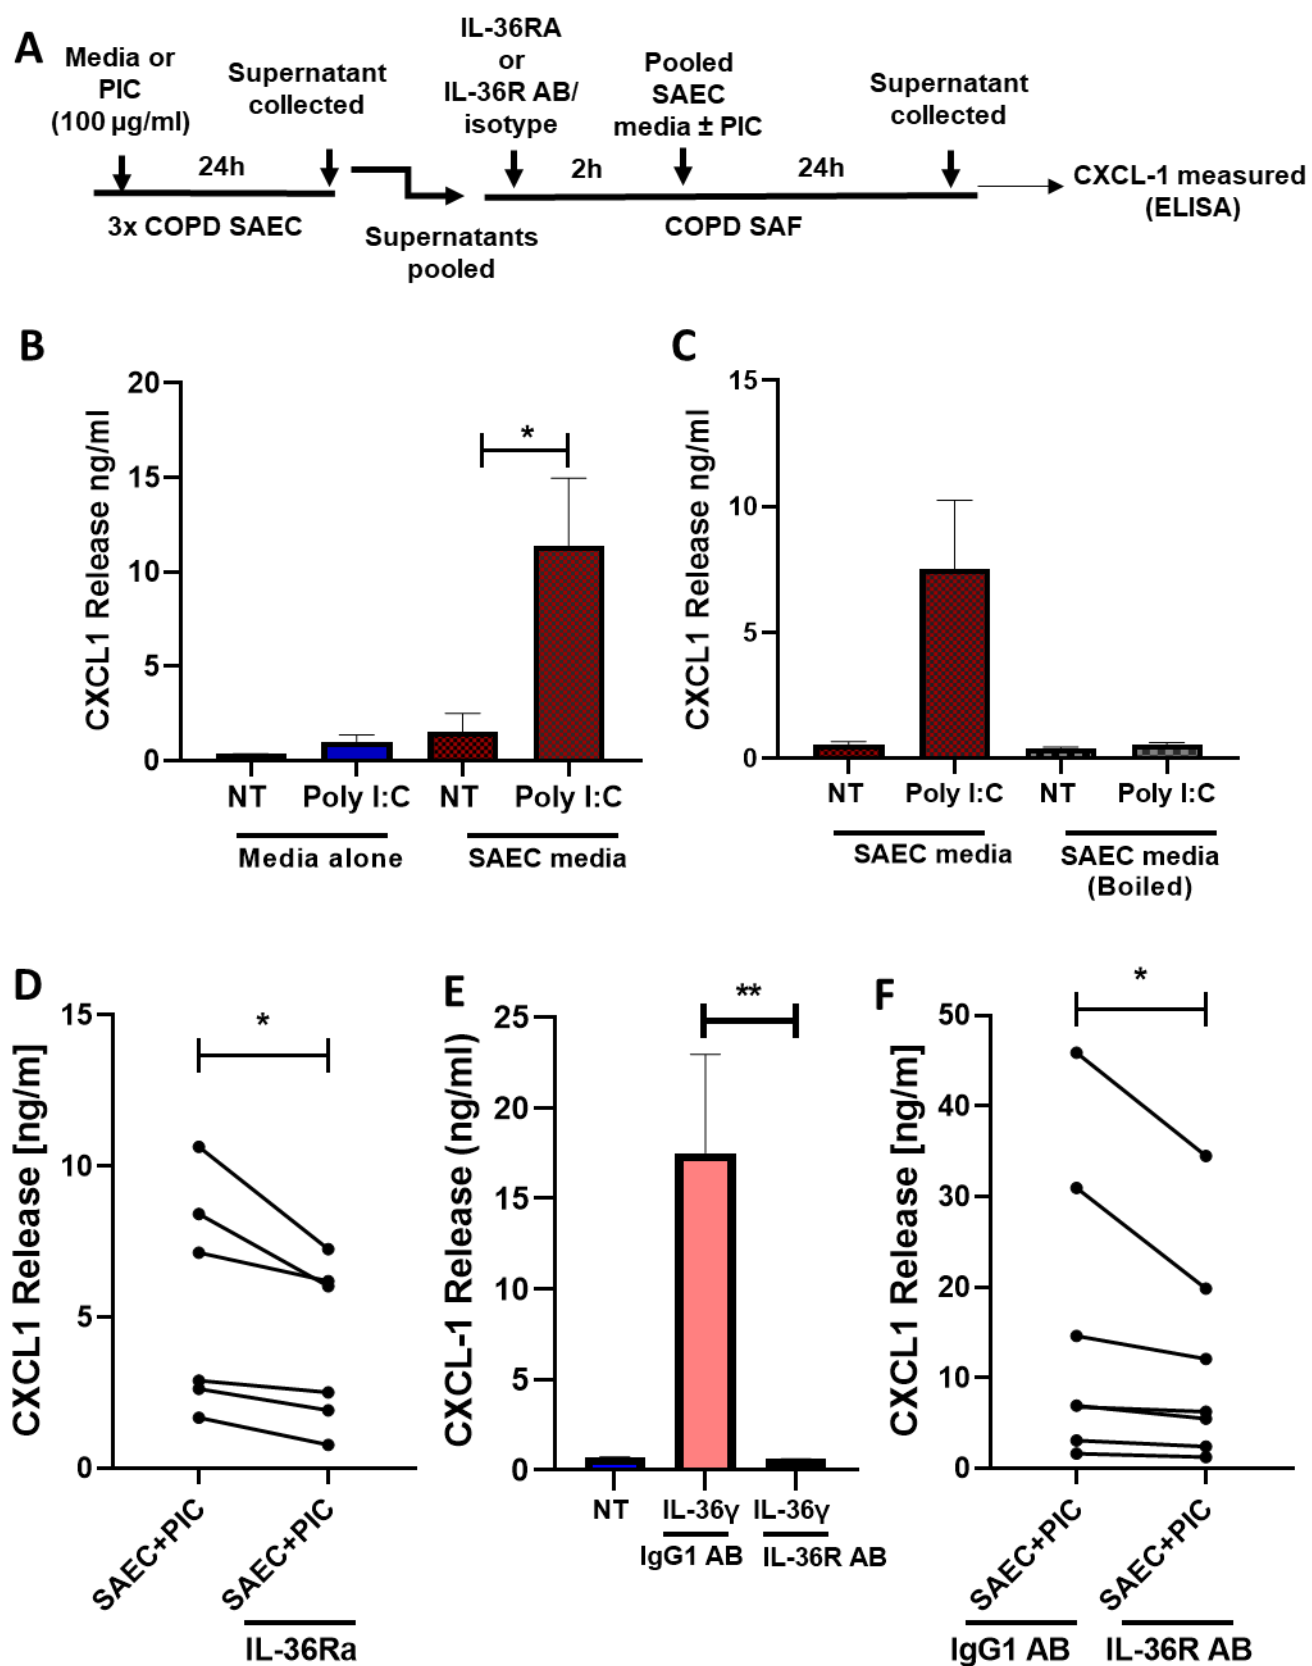 A
Media or
PIC
(100 µg/ml)
Supernatant
collected
IL-36RA
or
IL-36R AB/
isotype
Pooled
SAEC
media ± PIC
Supernatant
collected
24h
2h
24h
CXCL-1 measured
(ELISA)
3x COPD SAEC
Supernatants
pooled
COPD SAF
B
CXCL1 Release ng/ml
20
15
10
5
0
*
NT
Poly I:C
NT
Poly I:C
Media alone
SAEC media
C
CXCL1 Release ng/ml
15
10
5
0
NT
Poly I:C
NT
Poly I:C
SAEC media
SAEC media
(Boiled)
D
CXCL1 Release [ng/m]
15
10
5
0
*
SAEC+PIC
SAEC+PIC
IL-36Ra
E
CXCL-1 Release (ng/ml)
25
20
15
10
5
0
**
NT
IL-36γ
IL-36γ
IgG1 AB
IL-36R AB
F
CXCL1 Release [ng/m]
50
40
30
20
10
0
*
SAEC+PIC
SAEC+PIC
IgG1 AB
IL-36R AB